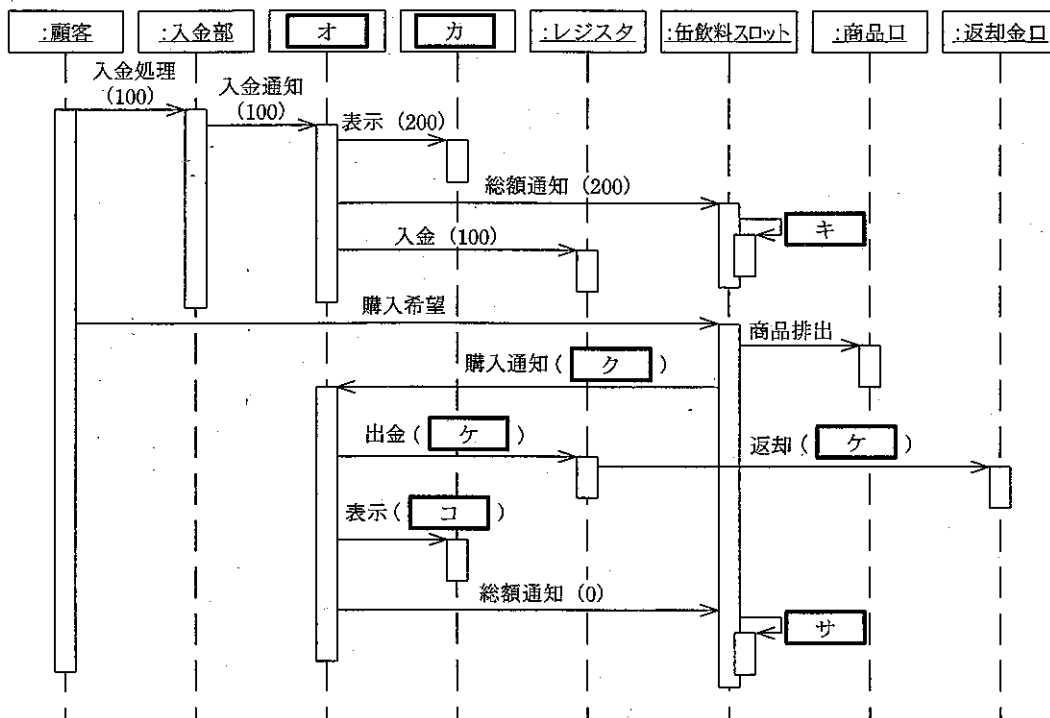 :顧客 :入金部 オ カ :レジスタ :缶飲料スロット :商品口 :返却金口
入金処理
(100)
入金通知
(100)
表示 (200)
総額通知 (200)
キ
入金 (100)
購入希望
商品排出
購入通知 ( ク )
出金 ( ケ )
返却 ( ケ )
表示 ( コ )
総額通知 (0)
サ